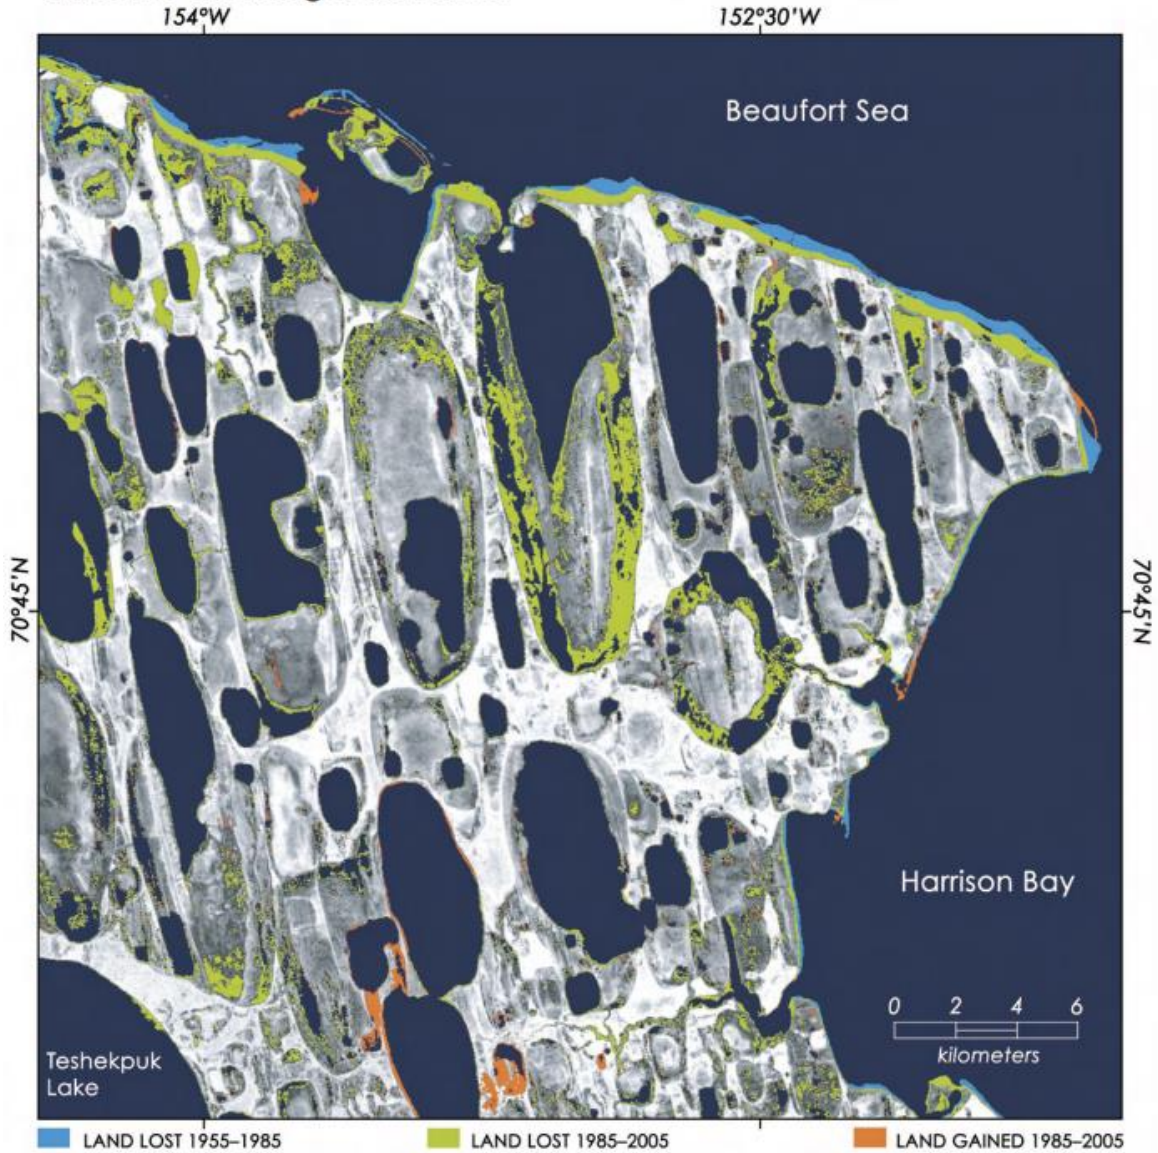 154°W
152°30'W
Beaufort Sea
70°45'N
70°45'N
Harrison Bay
0 2 4 6
kilometers
Teshekpuk
Lake
LAND LOST 1955–1985
LAND LOST 1985–2005
LAND GAINED 1985–2005